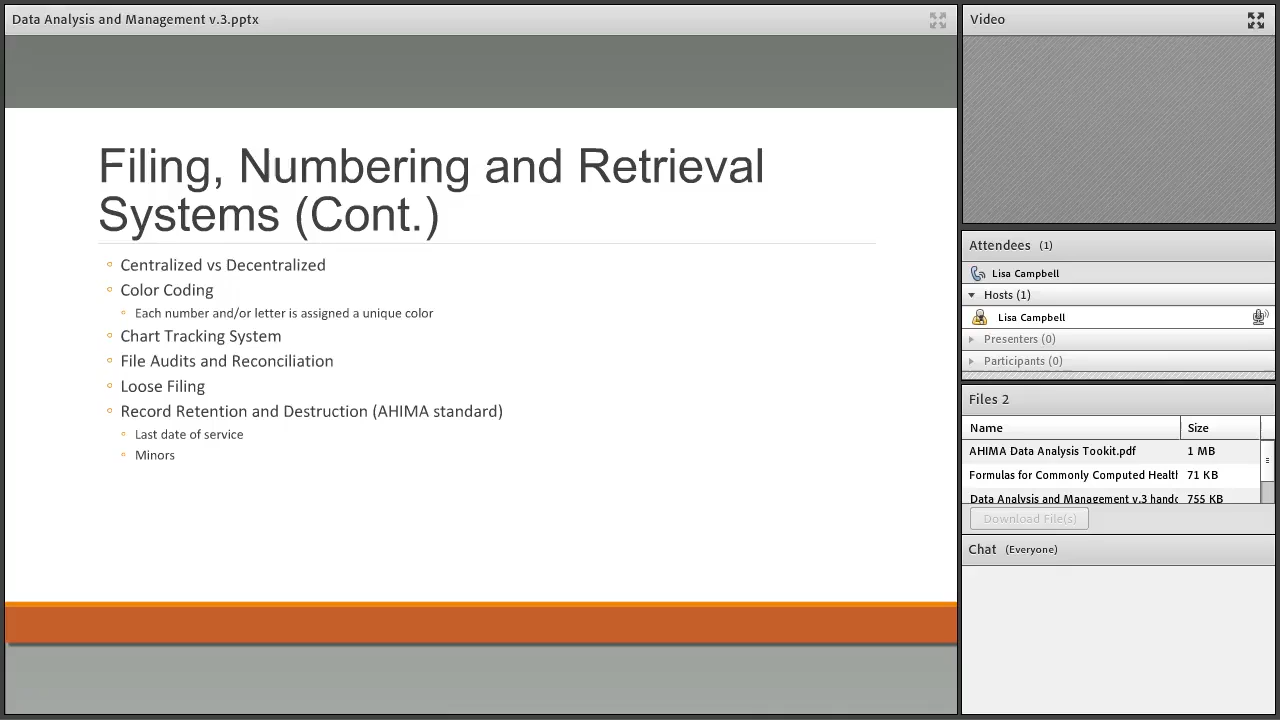 Data Analysis and Management v.3.pptx
Filing, Numbering and Retrieval
Systems (Cont.)
Centralized vs Decentralized
Color Coding
Each number and/or letter is assigned a unique color
Chart Tracking System
File Audits and Reconciliation
Loose Filing
Record Retention and Destruction (AHIMA standard)
Last date of service
Minors
Video
Attendees (1)
Lisa Campbell
Hosts (1)
Lisa Campbell
Presenters (0)
Participants (0)
Files 2
Name Size
AHIMA Data Analysis Tookit.pdf 1 MB
Formulas for Commonly Computed Healt 71 KB
Data Analysis and Management v.3 handc 755 KB
Download File(s)
Chat (Everyone)